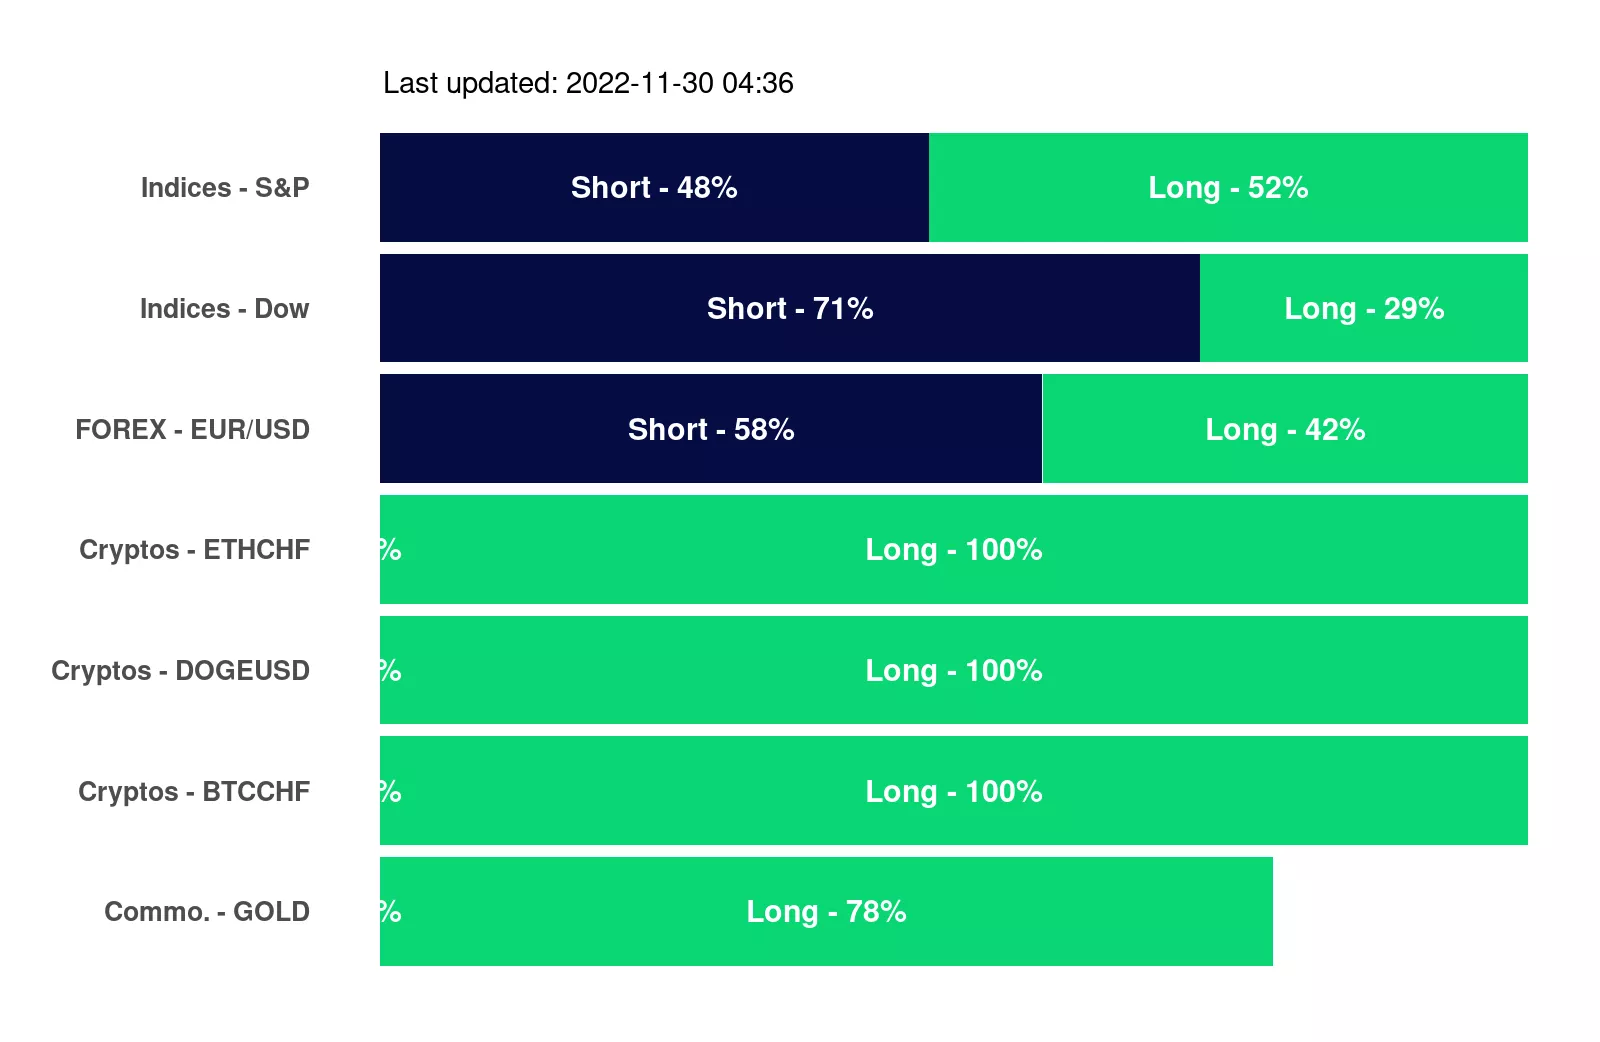 Last updated: 2022-11-30 04:36
Indices - S&P Short - 48% Long - 52%
Indices - Dow Short - 71% Long - 29%
FOREX - EUR/USD Short - 58% Long - 42%
Cryptos - ETHCHF % Long - 100%
Cryptos - DOGEUSD % Long - 100%
Cryptos - BTCCHF % Long - 100%
Commo. - GOLD % Long - 78%